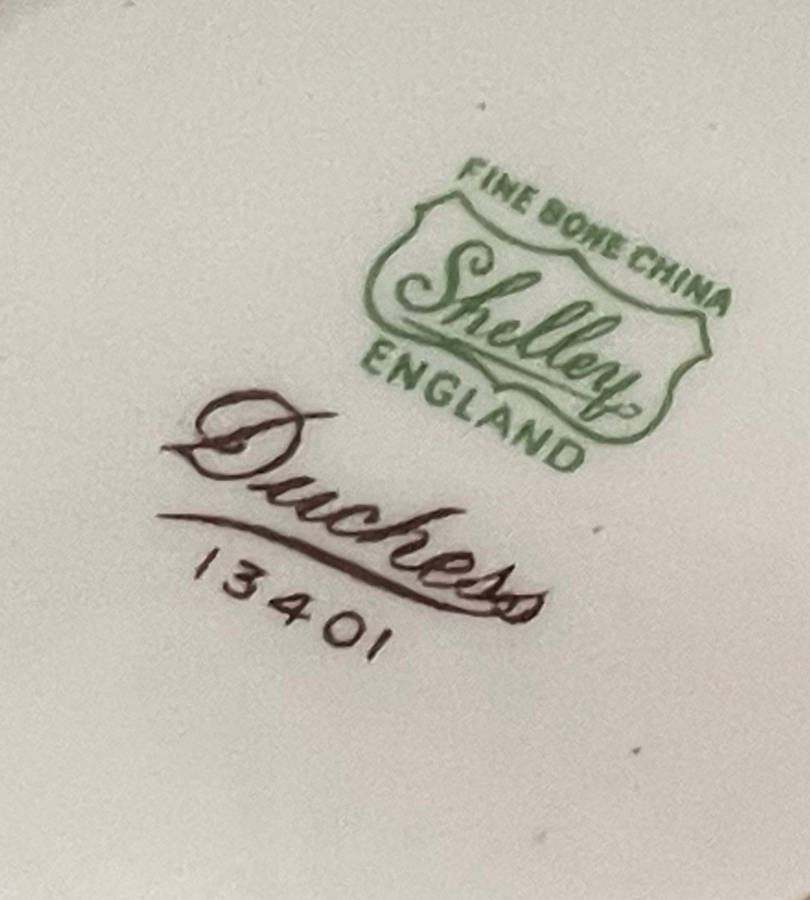 FINE BONE CHINA
Shelley
ENGLAND
Duchess
13401